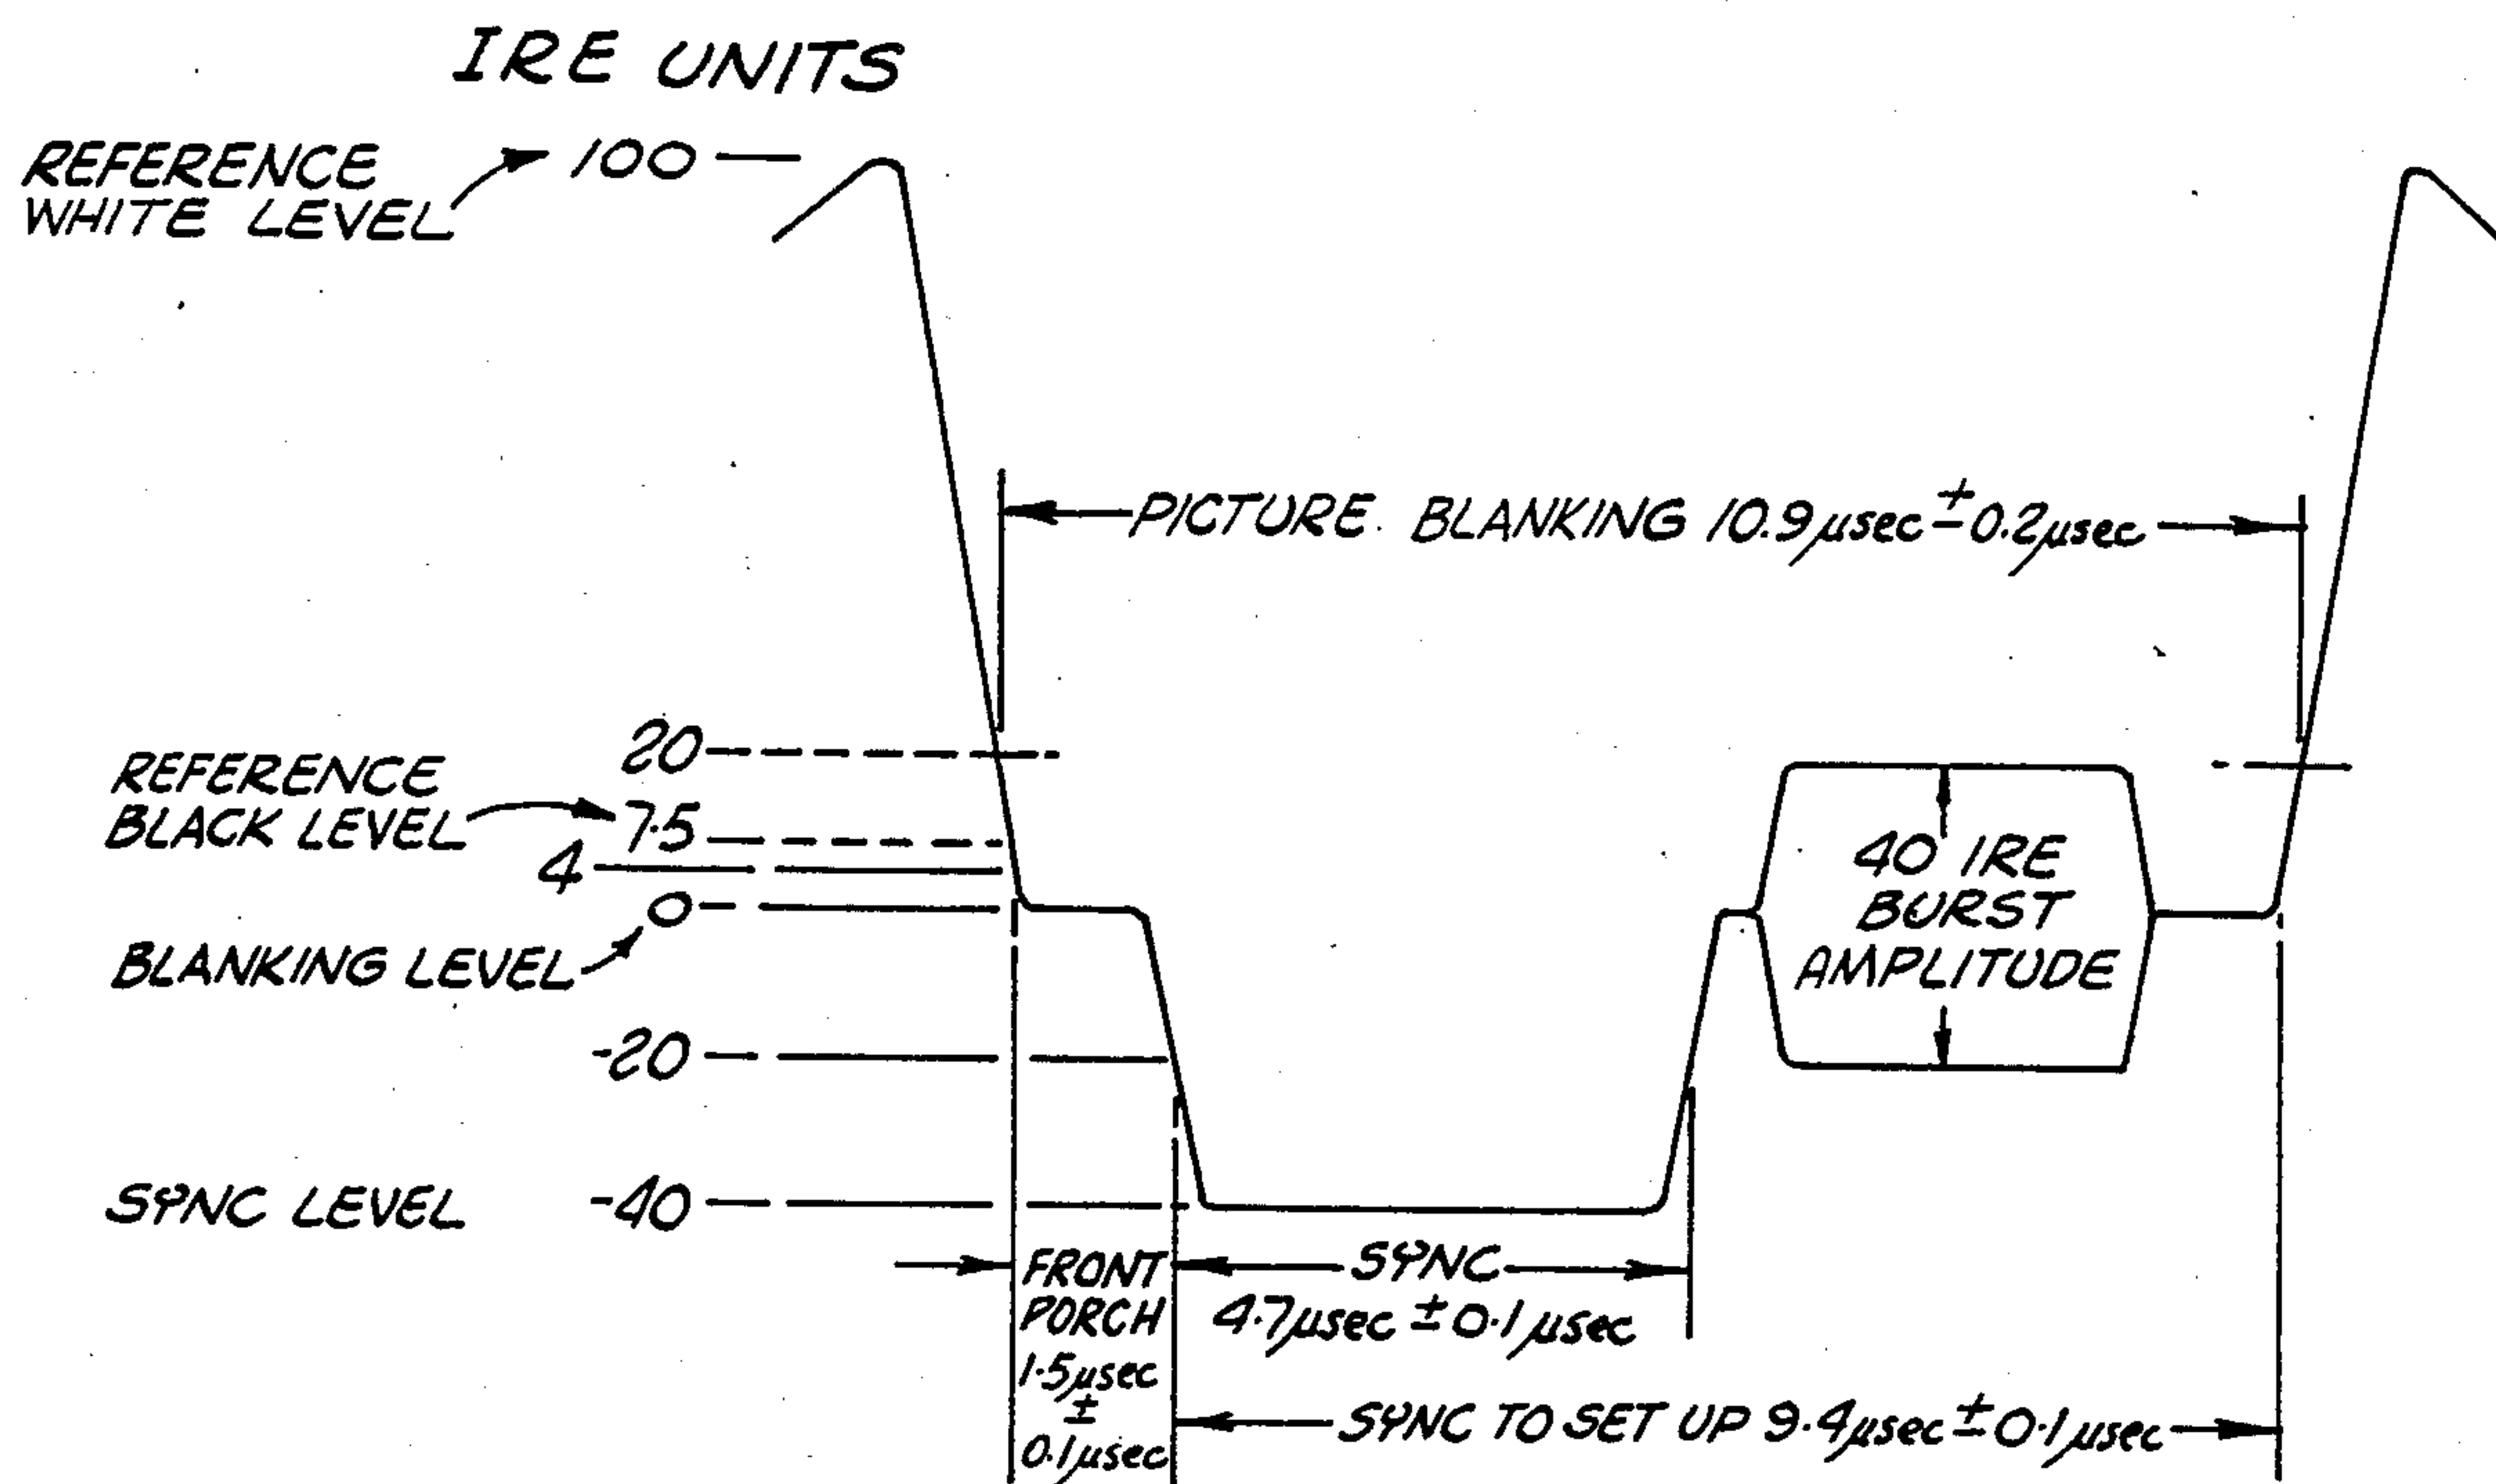 IRE UNITS
REFERENCE
WHITE LEVEL
100
PICTURE BLANKING 10.9μsec ± 0.2μsec
20
REFERENCE
BLACK LEVEL
7.5
4
0
BLANKING LEVEL
40 IRE
BURST
AMPLITUDE
-20
SYNC LEVEL
-40
FRONT
PORCH
1.5μsec
±
0.1μsec
SYNC
4.7μsec ± 0.1μsec
SYNC TO SET UP 9.4μsec ± 0.1μsec